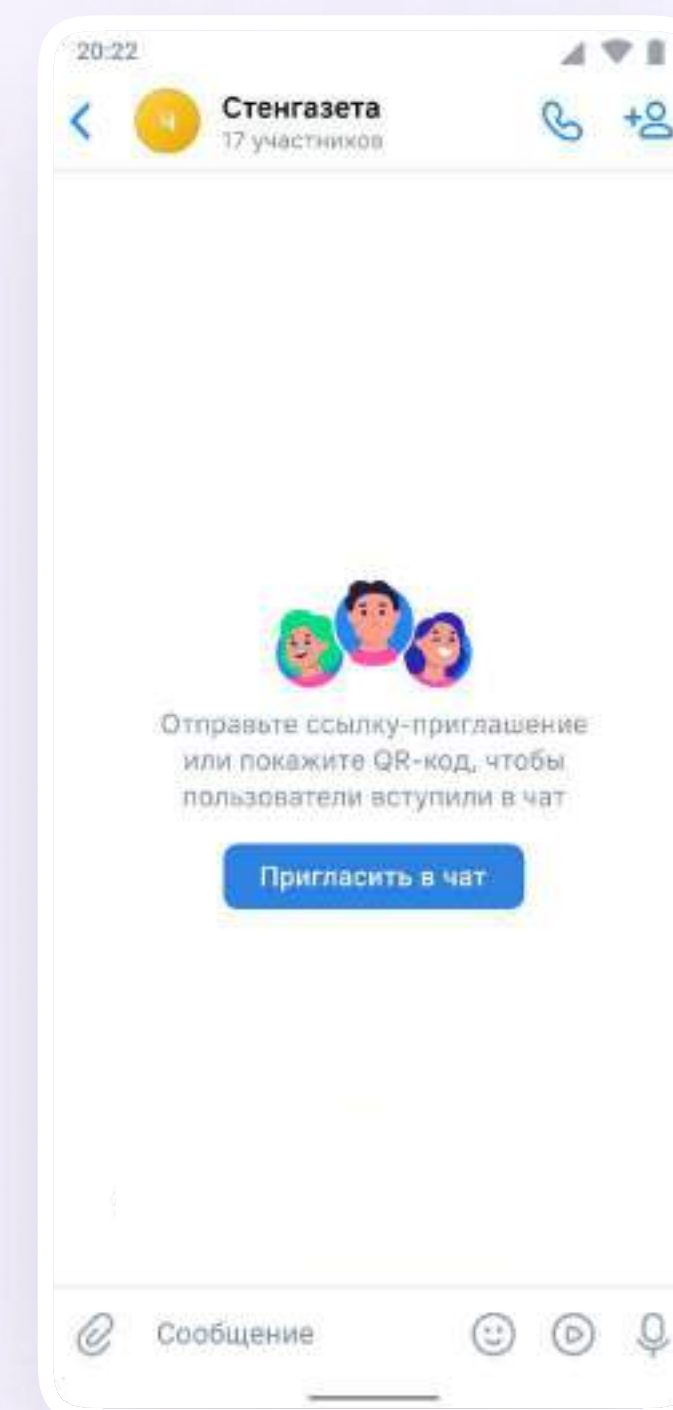 20:22
Ч
Стенгазета
17 участников
Отправьте ссылку-приглашение
или покажите QR-код, чтобы
пользователи вступили в чат
Пригласить в чат
Сообщение